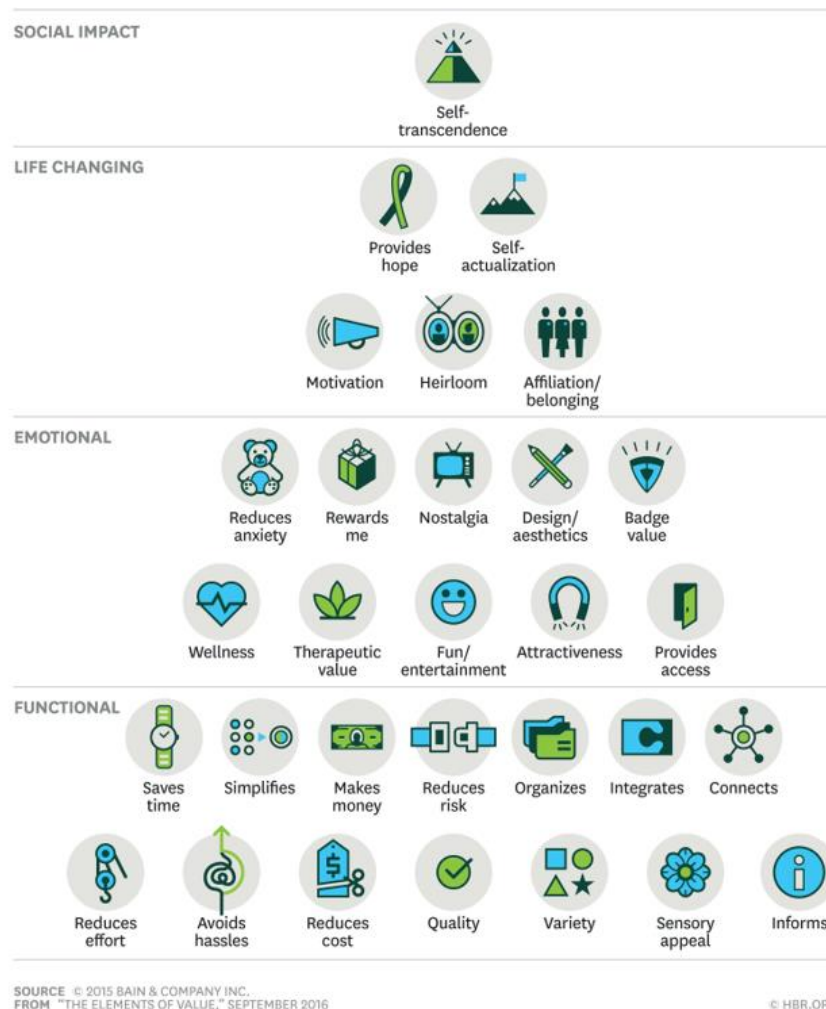 SOCIAL IMPACT
Self-
transcendence
LIFE CHANGING
Provides
hope
Self-
actualization
Motivation
Heirloom
Affiliation/
belonging
EMOTIONAL
Reduces
anxiety
Rewards
me
Nostalgia
Design/
aesthetics
Badge
value
Wellness
Therapeutic
value
Fun/
entertainment
Attractiveness
Provides
access
FUNCTIONAL
Saves
time
Simplifies
Makes
money
Reduces
risk
Organizes
Integrates
Connects
Reduces
effort
Avoids
hassles
Reduces
cost
Quality
Variety
Sensory
appeal
Informs
SOURCE © 2015 BAIN & COMPANY INC.
FROM "THE ELEMENTS OF VALUE," SEPTEMBER 2016
© HBR.OR